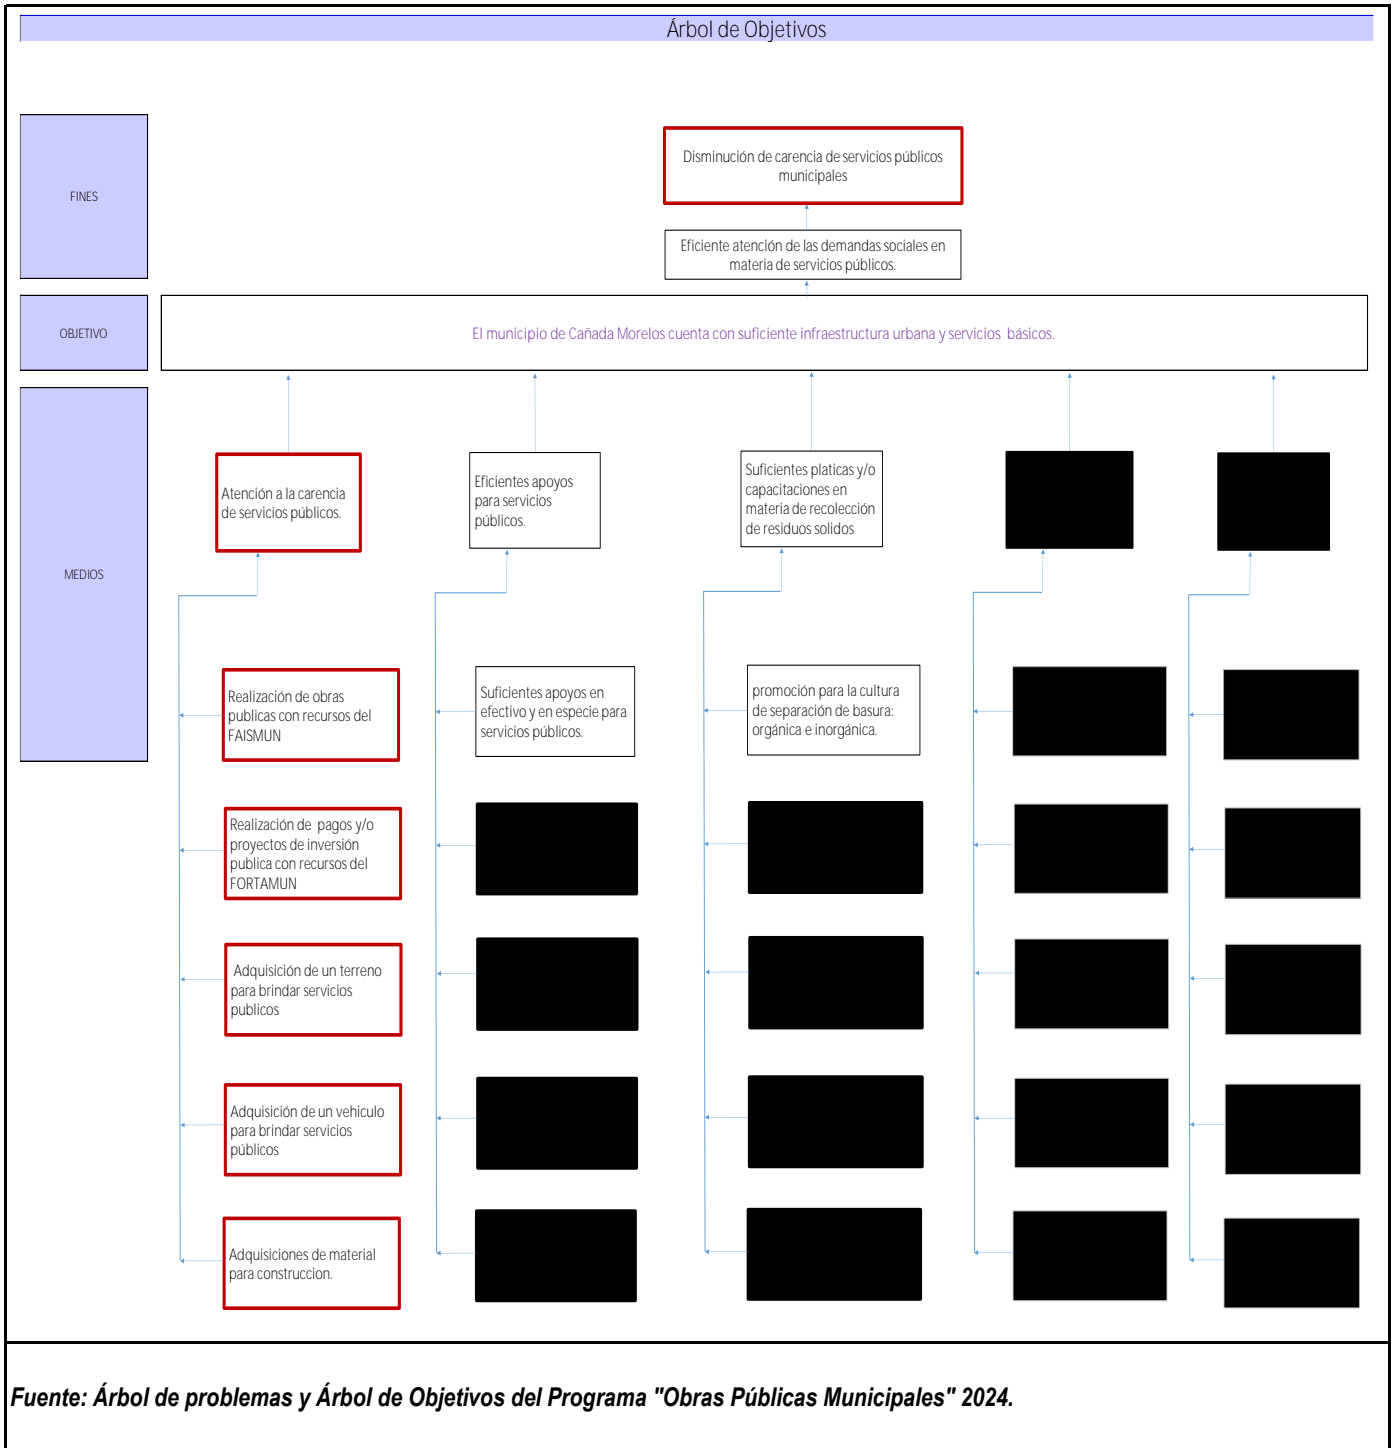 Árbol de Objetivos
FINES
Disminución de carencia de servicios públicos
municipales
Eficiente atención de las demandas sociales en
materia de servicios públicos.
OBJETIVO
El municipio de Cañada Morelos cuenta con suficiente infraestructura urbana y servicios básicos.
MEDIOS
Atención a la carencia
de servicios públicos.
Eficientes apoyos
para servicios
públicos.
Suficientes platicas y/o
capacitaciones en
materia de recolección
de residuos solidos
Realización de obras
publicas con recursos del
FAISMUN
Suficientes apoyos en
efectivo y en especie para
servicios públicos.
promoción para la cultura
de separación de basura:
orgánica e inorgánica.
Realización de pagos y/o
proyectos de inversión
publica con recursos del
FORTAMUN
Adquisición de un terreno
para brindar servicios
publicos
Adquisición de un vehiculo
para brindar servicios
públicos
Adquisiciones de material
para construccion.
Fuente: Árbol de problemas y Árbol de Objetivos del Programa "Obras Públicas Municipales" 2024.